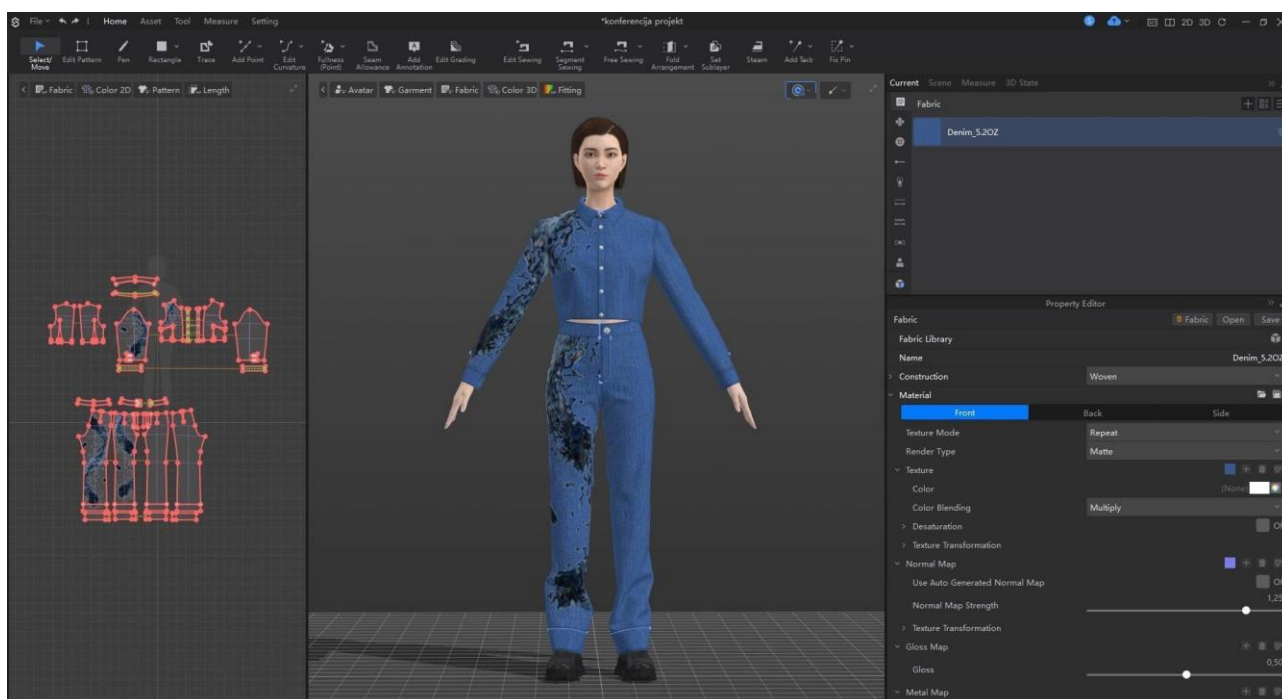 File Home Asset Tool Measure Setting *konferencija projekt S 2D 3D
Select/Move Edit Pattern Pen Rectangle Trace Add Point Edit Curvature Fullness (Point) Seam Allowance Add Annotation Edit Grading Edit Sewing Segment Sewing Free Sewing Fold Arrangement Set Sublayer Steam Add Tack Fix Pin
Fabric Color 2D Pattern Length
Avatar Garment Fabric Color 3D Fitting
Current Scene Measure 3D State
Fabric
Denim_5.2OZ
Property Editor
Fabric Fabric Open Save
Fabric Library
Name Denim_5.2OZ
Construction Woven
Material
Front Back Side
Texture Mode Repeat
Render Type Matte
Texture
Color (None)
Color Blending Multiply
Desaturation
Texture Transformation
Normal Map
Use Auto Generated Normal Map
Normal Map Strength 1,25
Texture Transformation
Gloss Map
Gloss 0,50
Metal Map